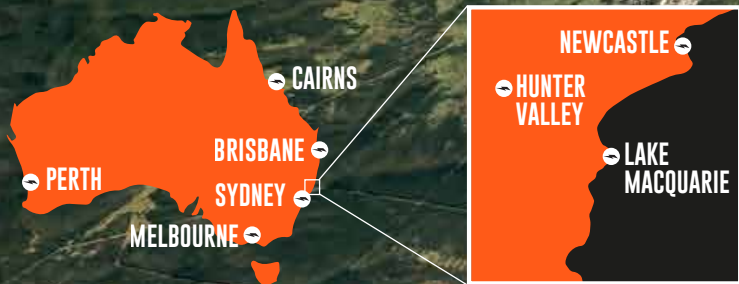 CAIRNS
BRISBANE
PERTH
SYDNEY
MELBOURNE
NEWCASTLE
HUNTER
VALLEY
LAKE
MACQUARIE